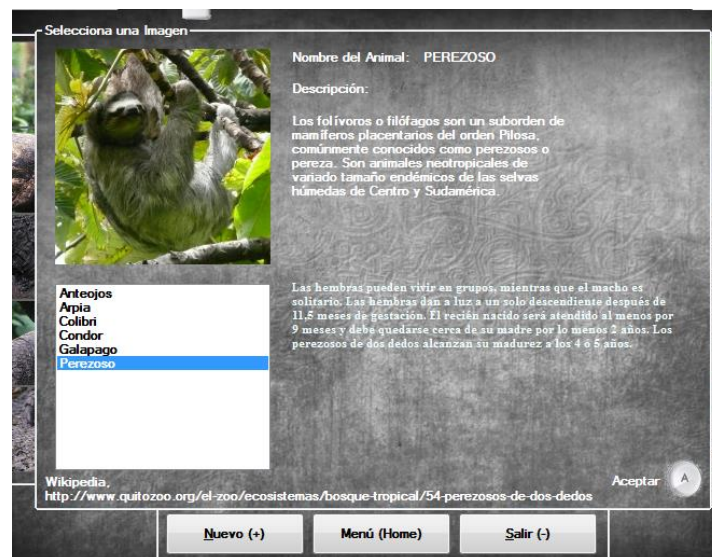 Selecciona una Imagen
Nombre del Animal: PEREZOSO
Descripción:
Los folívoros o filófagos son un suborden de
mamíferos placentarios del orden Pilosa,
comúnmente conocidos como perezosos o
pereza. Son animales neotropicales de
variado tamaño endémicos de las selvas
húmedas de Centro y Sudamérica.
Anteojos
Arpia
Colibri
Condor
Galapago
Perezoso
Las hembras pueden vivir en grupos, mientras que el macho es
solitario. Las hembras dan a luz a un solo descendiente después de
11,5 meses de gestación. El recién nacido será atendido al menos por
9 meses y debe quedarse cerca de su madre por lo menos 2 años. Los
perezosos de dos dedos alcanzan su madurez a los 4 ó 5 años.
Wikipedia,
http://www.quitozoo.org/el-zoo/ecosistemas/bosque-tropical/54-perezosos-de-dos-dedos
Aceptar A
Nuevo (+)
Menú (Home)
Salir (-)